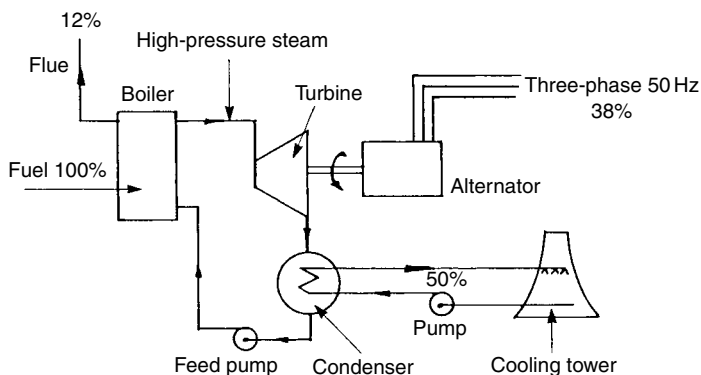 12%
High-pressure steam
Flue
Boiler
Turbine
Three-phase 50 Hz
38%
Fuel 100%
Alternator
50%
Pump
Feed pump
Condenser
Cooling tower